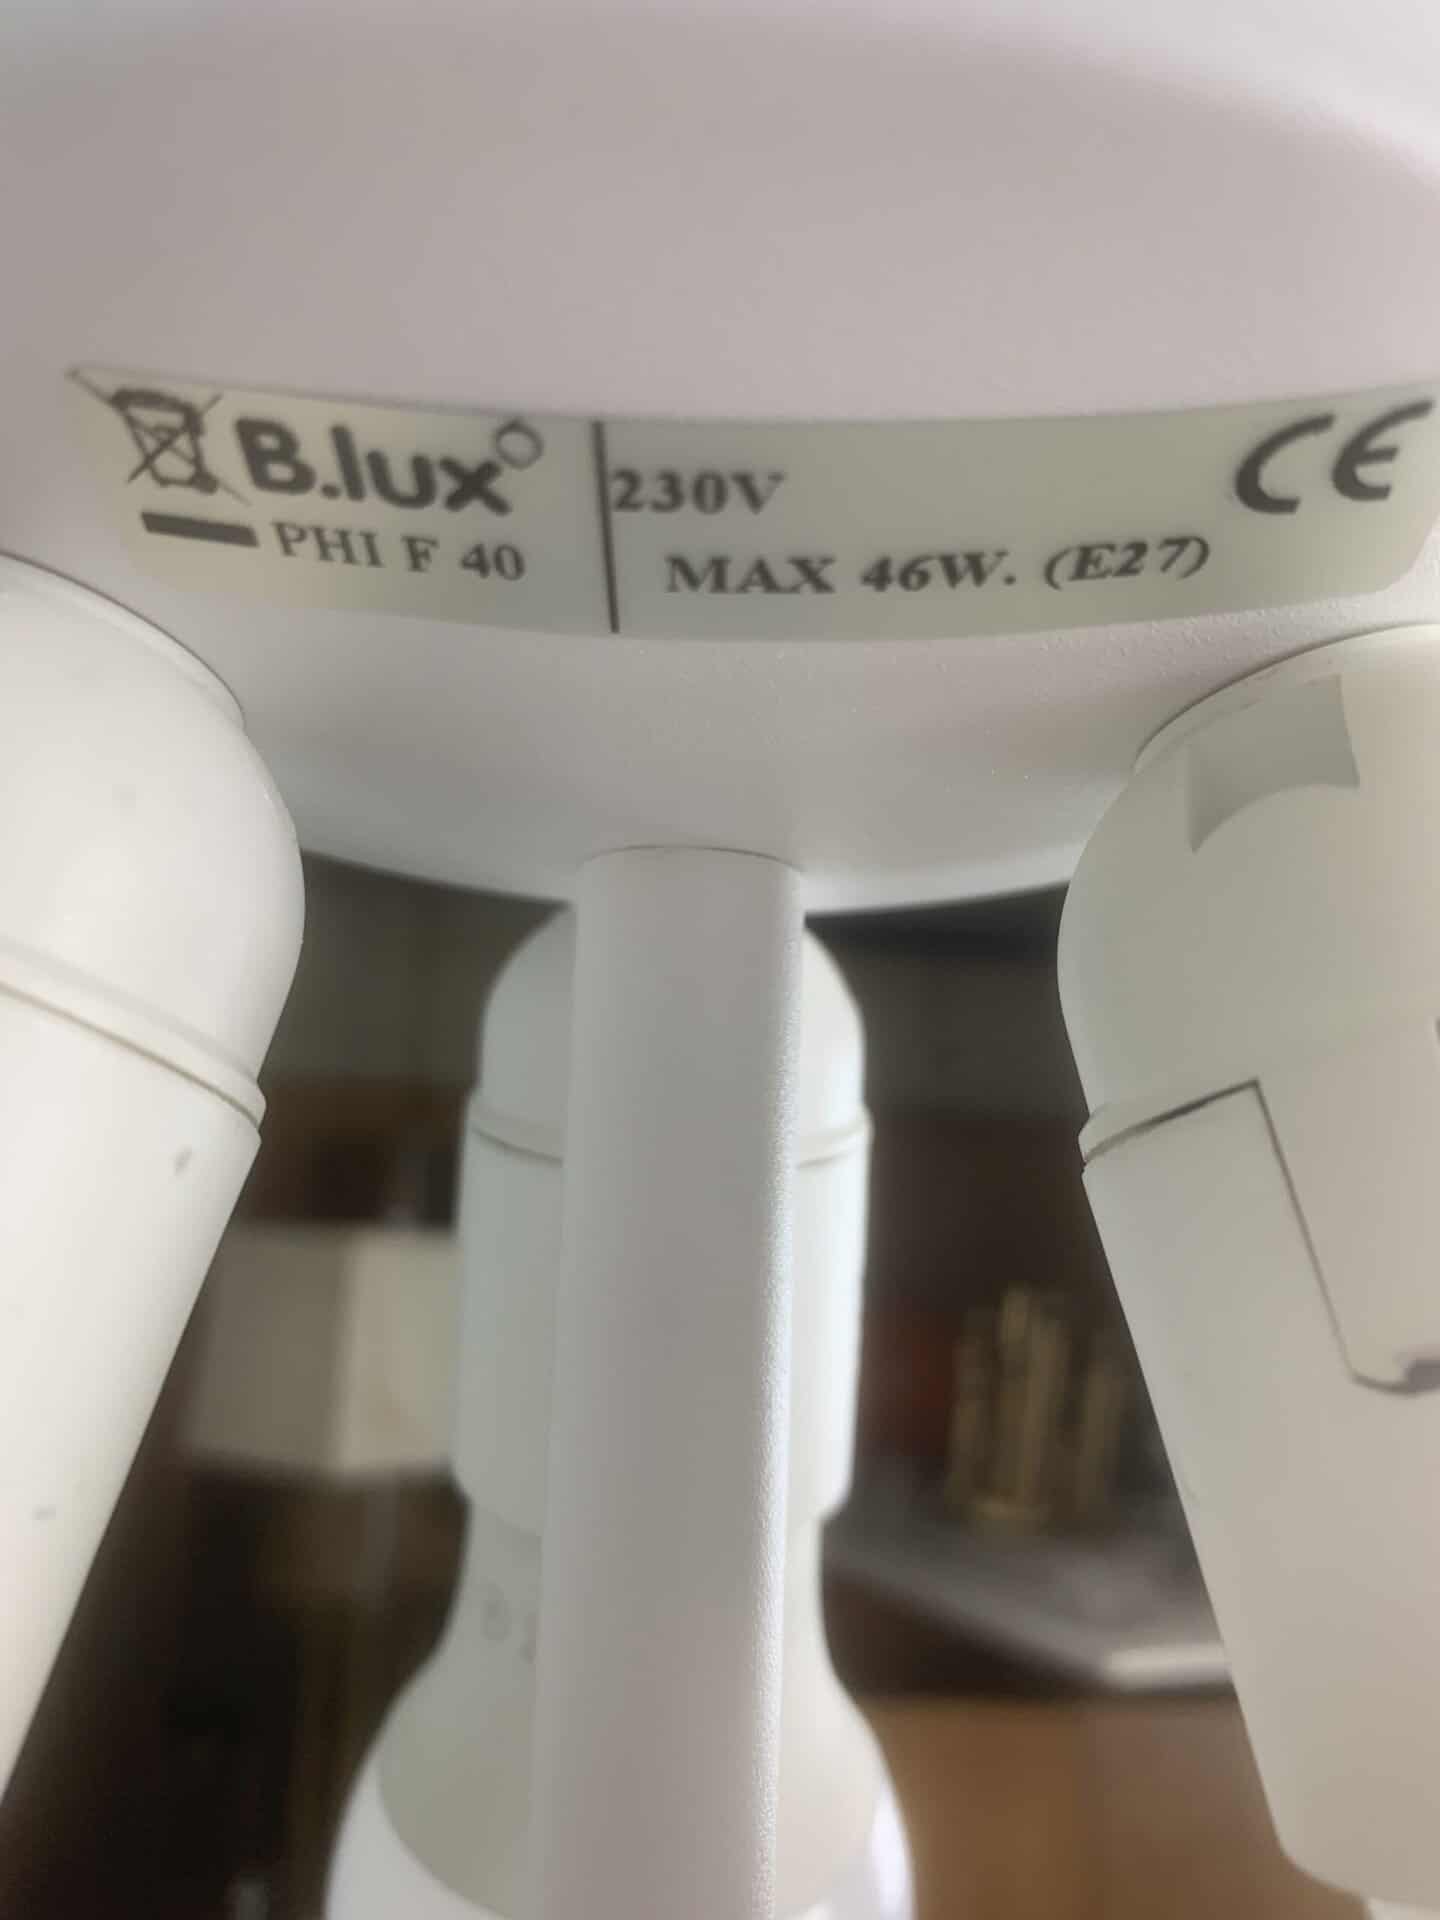 B.lux
PHI F 40
230V
MAX 46W. (E27)
CE